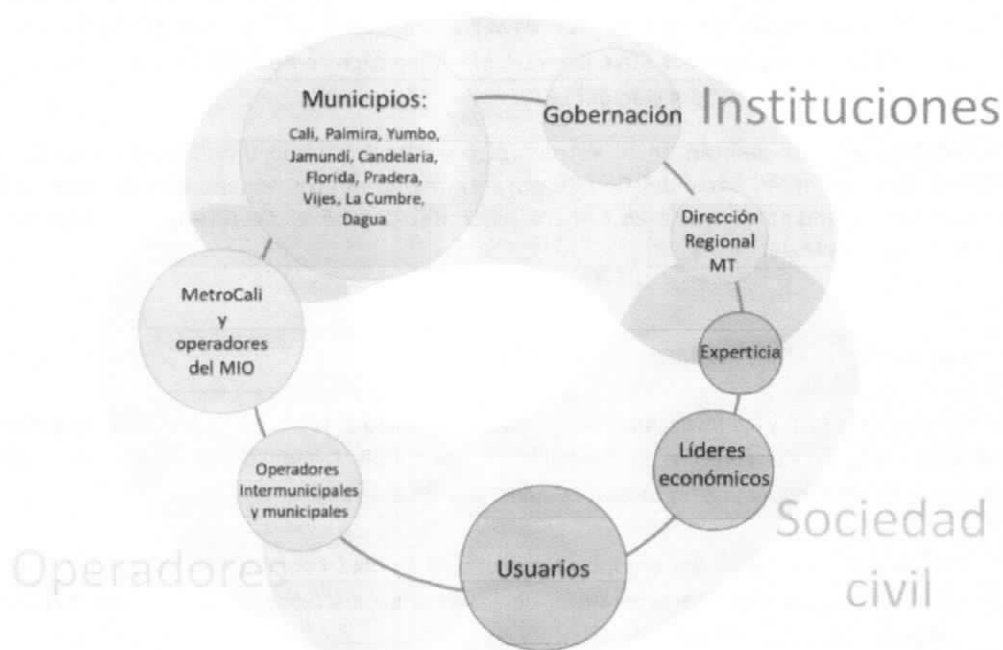 Municipios:
Cali, Palmira, Yumbo,
Jamundí, Candelaria,
Florida, Pradera,
Vijes, La Cumbre,
Dagua
Gobernación
Instituciones
Dirección
Regional
MT
MetroCali
y
operadores
del MIO
Experticia
Líderes
económicos
Operadores
intermunicipales
y municipales
Usuarios
Sociedad
civil
Operadores